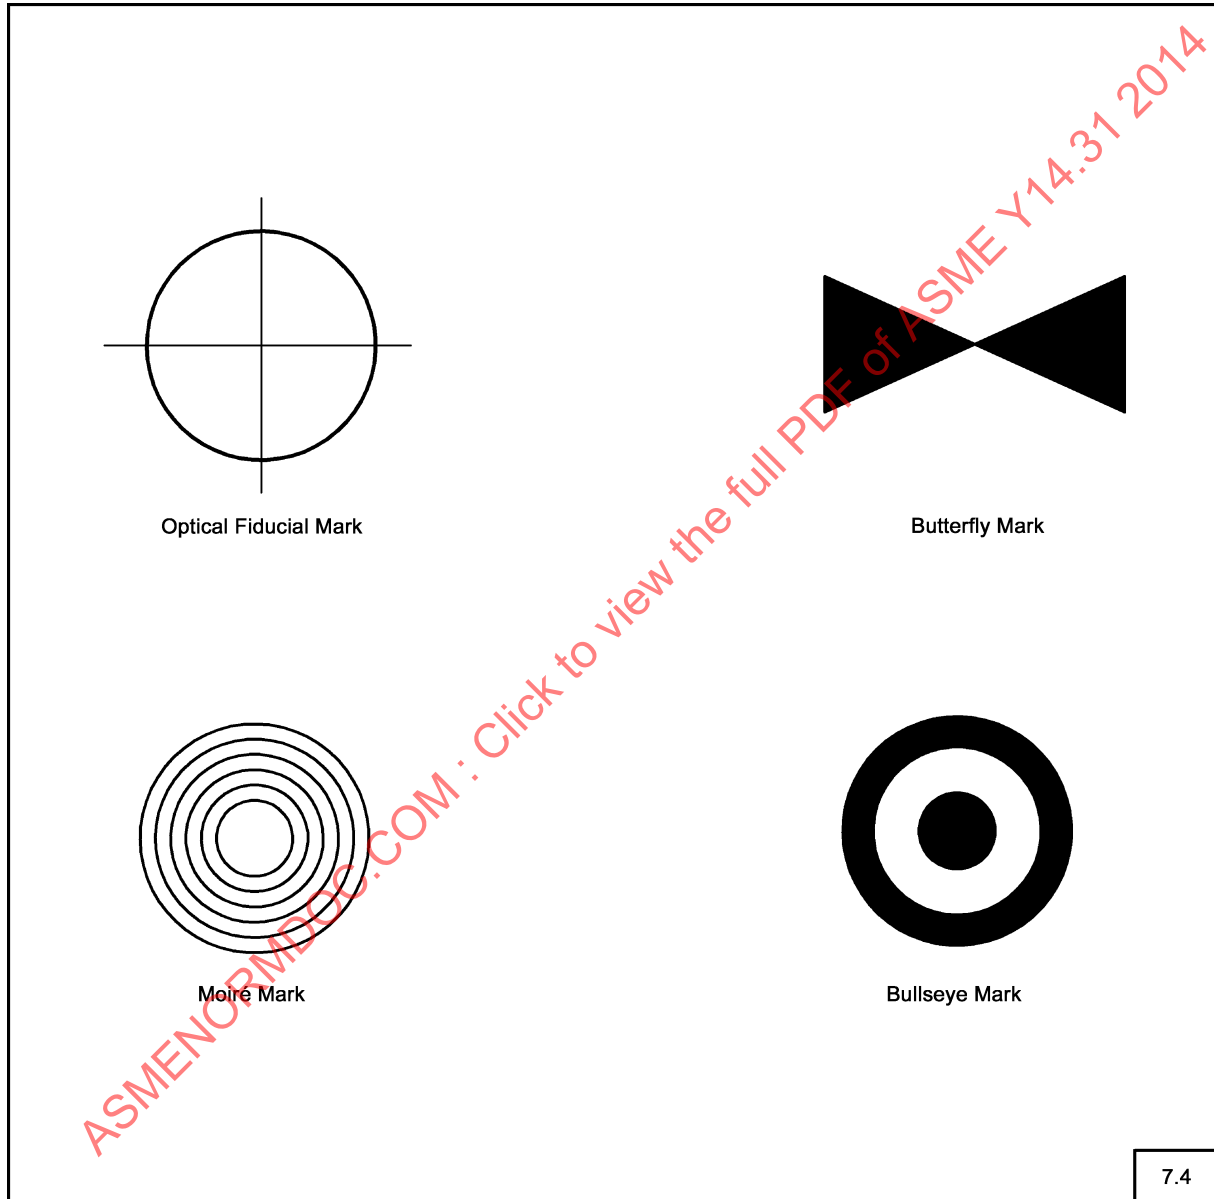 Optical Fiducial Mark
Butterfly Mark
Moiré Mark
Bullseye Mark
7.4
ASMENORMDOC.COM : Click to view the full PDF of ASME Y14.31 2014